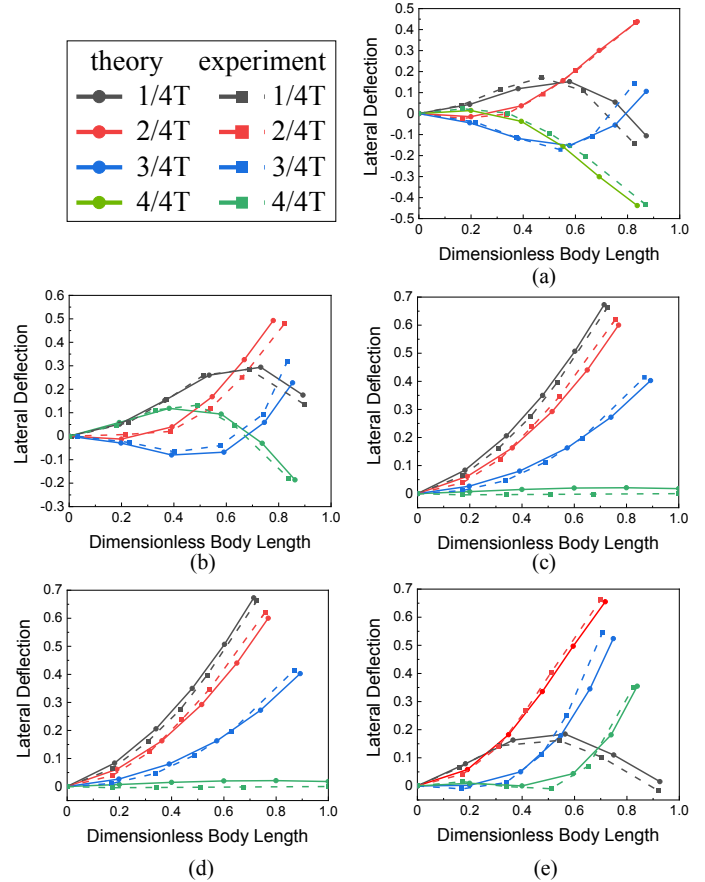 theory experiment
1/4T 1/4T
2/4T 2/4T
3/4T 3/4T
4/4T 4/4T
0.5
0.4
0.3
0.2
0.1
0.0
-0.1
-0.2
-0.3
-0.4
-0.5
Lateral Deflection
0 0.2 0.4 0.6 0.8 1.0
Dimensionless Body Length
(a)
0.6
0.5
0.4
0.3
0.2
0.1
0
-0.1
-0.2
-0.3
Lateral Deflection
0 0.2 0.4 0.6 0.8 1.0
Dimensionless Body Length
(b)
0.7
0.6
0.5
0.4
0.3
0.2
0.1
0
Lateral Deflection
0 0.2 0.4 0.6 0.8 1.0
Dimensionless Body Length
(c)
0.7
0.6
0.5
0.4
0.3
0.2
0.1
0
Lateral Deflection
0 0.2 0.4 0.6 0.8 1.0
Dimensionless Body Length
(d)
0.7
0.6
0.5
0.4
0.3
0.2
0.1
0
Lateral Deflection
0 0.2 0.4 0.6 0.8 1.0
Dimensionless Body Length
(e)